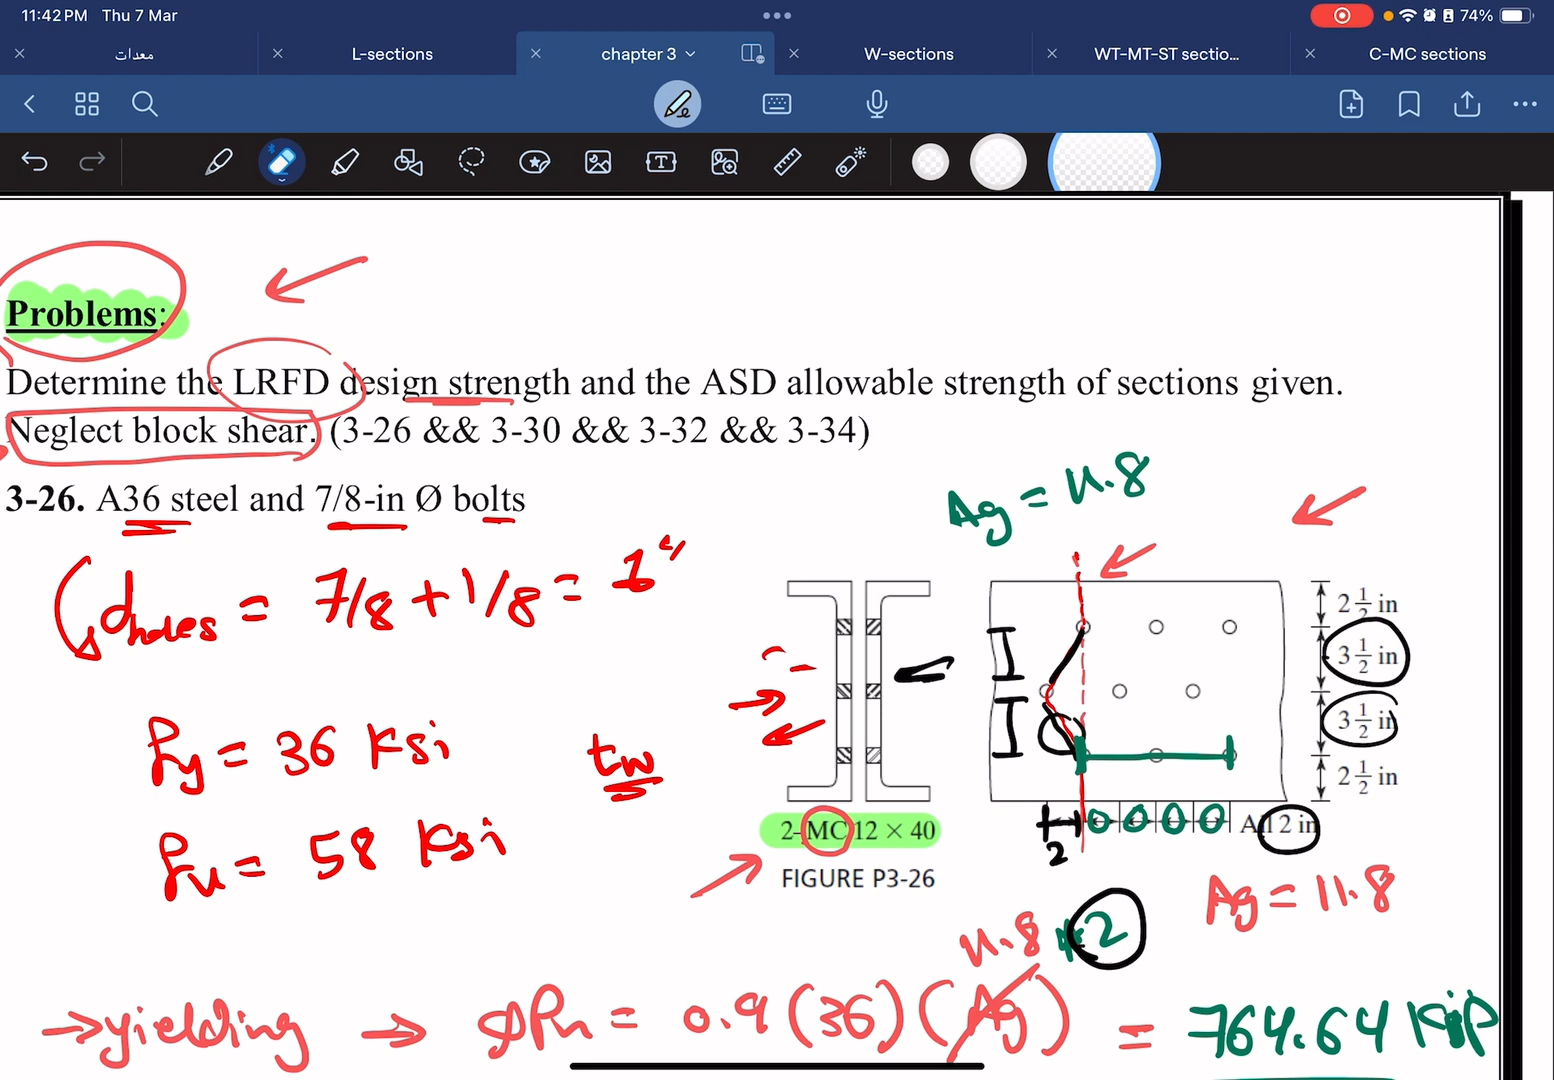 11:42 PM Thu 7 Mar
74%
معدات
L-sections
chapter 3
W-sections
WT-MT-ST sectio...
C-MC sections
Problems:
Determine the LRFD design strength and the ASD allowable strength of sections given.
Neglect block shear. (3-26 && 3-30 && 3-32 && 3-34)
3-26. A36 steel and 7/8-in Ø bolts
Ag = 11.8
dholes = 7/8 + 1/8 = 1"
2 1/2 in
3 1/2 in
3 1/2 in
2 1/2 in
fy = 36 Ksi
tw
fu = 58 Ksi
2-MC 12 × 40
All 2 in
2
FIGURE P3-26
Ag = 11.8
11.8 * 2
→ yielding → ØPn = 0.9 (36) (Ag) = 764.64 Kip